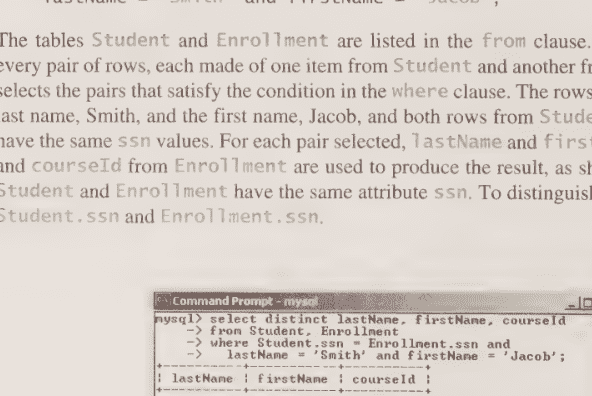 lastName = 'Smith' and firstName = 'Jacob';
The tables Student and Enrollment are listed in the from clause.
every pair of rows, each made of one item from Student and another fr
selects the pairs that satisfy the condition in the where clause. The rows
last name, Smith, and the first name, Jacob, and both rows from Stude
have the same ssn values. For each pair selected, lastName and first
and courseId from Enrollment are used to produce the result, as sh
Student and Enrollment have the same attribute ssn. To distinguish
Student.ssn and Enrollment.ssn.
Command Prompt - mysql
mysql> select distinct lastName, firstName, courseId
-> from Student, Enrollment
-> where Student.ssn = Enrollment.ssn and
-> lastName = 'Smith' and firstName = 'Jacob';
+----------+-----------+----------+
| lastName | firstName | courseId |
+----------+-----------+----------+